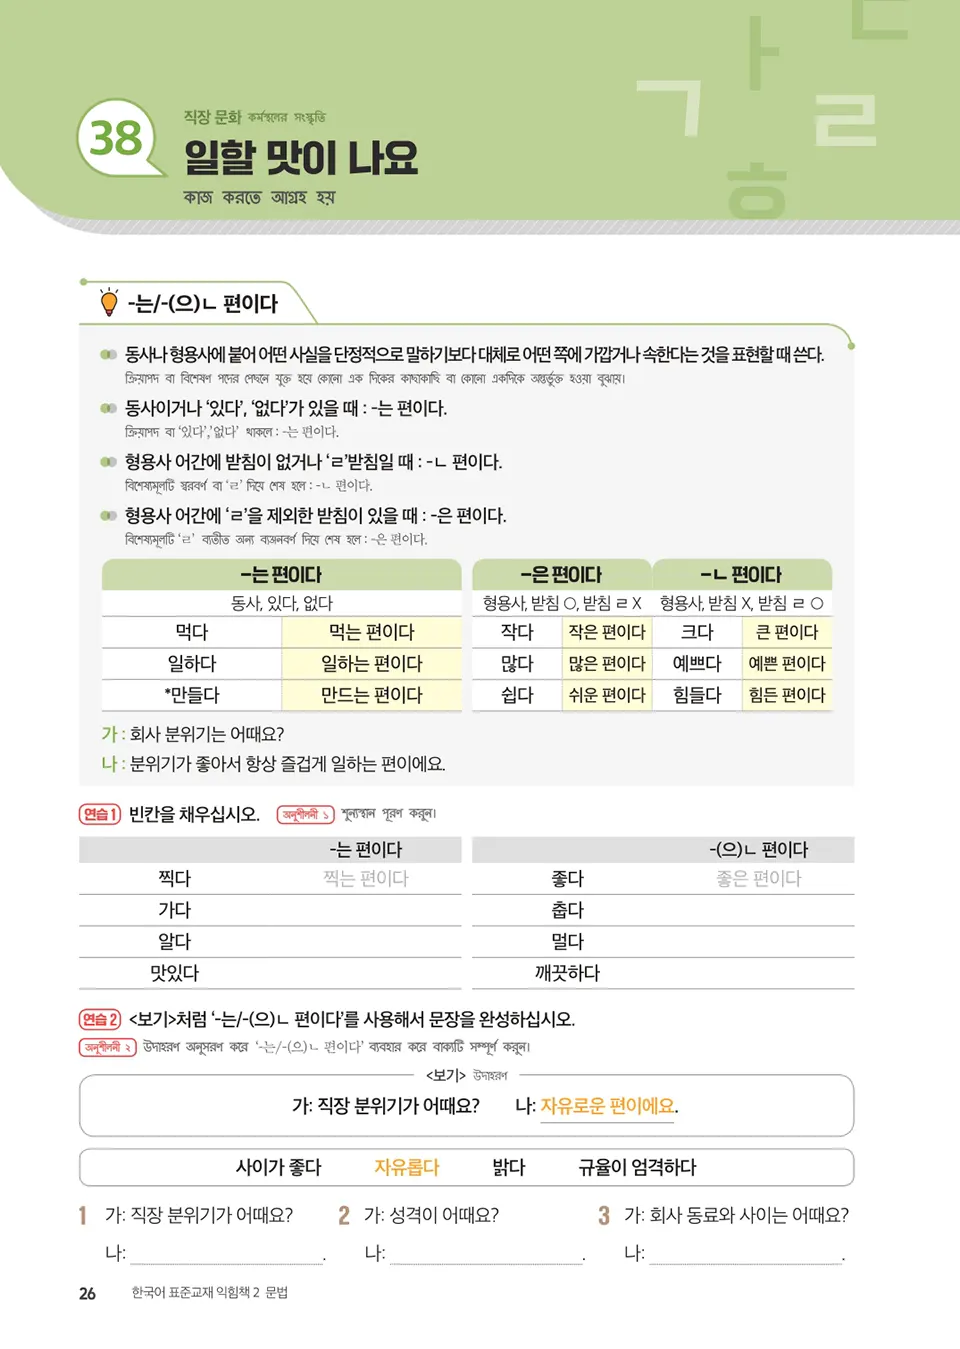 38
직장 문화 কর্মস্থলের সংস্কৃতি
일할 맛이 나요
কাজ করতে আগ্রহ হয়
ㄱ ㅏ ㄷ ㄹ ㅎ
-는/-(으)ㄴ 편이다
동사나 형용사에 붙어 어떤 사실을 단정적으로 말하기보다 대체로 어떤 쪽에 가깝거나 속한다는 것을 표현할 때 쓴다.
ক্রিয়াপদ বা বিশেষণ পদের পেছনে যুক্ত হয়ে কোনো এক দিকের কাছাকাছি বা কোনো একদিকে অন্তর্ভুক্ত হওয়া বুঝায়।
동사이거나 ‘있다’, ‘없다’가 있을 때 : -는 편이다.
ক্রিয়াপদ বা ‘있다’,‘없다’ থাকলে : -는 편이다.
형용사 어간에 받침이 없거나 ‘ㄹ’받침일 때 : -ㄴ 편이다.
বিশেষ্যমূলটি স্বরবর্ণ বা ‘ㄹ’ দিয়ে শেষ হলে : -ㄴ 편이다.
형용사 어간에 ‘ㄹ’을 제외한 받침이 있을 때 : -은 편이다.
বিশেষ্যমূলটি ‘ㄹ’ ব্যতীত অন্য ব্যঞ্জনবর্ণ দিয়ে শেষ হলে : -은 편이다.
-는 편이다 -은 편이다 -ㄴ 편이다
동사, 있다, 없다 형용사, 받침 O, 받침 ㄹ X 형용사, 받침 X, 받침 ㄹ O
먹다 먹는 편이다 작다 작은 편이다 크다 큰 편이다
일하다 일하는 편이다 많다 많은 편이다 예쁘다 예쁜 편이다
*만들다 만드는 편이다 쉽다 쉬운 편이다 힘들다 힘든 편이다
가 : 회사 분위기는 어때요?
나 : 분위기가 좋아서 항상 즐겁게 일하는 편이에요.
연습1 빈칸을 채우십시오. অনুশীলনী ১ শূন্যস্থান পূরণ করুন।
-는 편이다 -(으)ㄴ 편이다
찍다 찍는 편이다 좋다 좋은 편이다
가다 춥다
알다 멀다
맛있다 깨끗하다
연습2 <보기>처럼 ‘-는/-(으)ㄴ 편이다’를 사용해서 문장을 완성하십시오.
অনুশীলনী ২ উদাহরণ অনুসরণ করে ‘-는/-(으)ㄴ 편이다’ ব্যবহার করে বাক্যটি সম্পূর্ণ করুন।
<보기> উদাহরণ
가: 직장 분위기가 어때요? 나: 자유로운 편이에요.
사이가 좋다 자유롭다 밝다 규율이 엄격하다
1 가: 직장 분위기가 어때요? 2 가: 성격이 어때요? 3 가: 회사 동료와 사이는 어때요?
나: . 나: . 나: .
26 한국어 표준교재 익힘책 2 문법